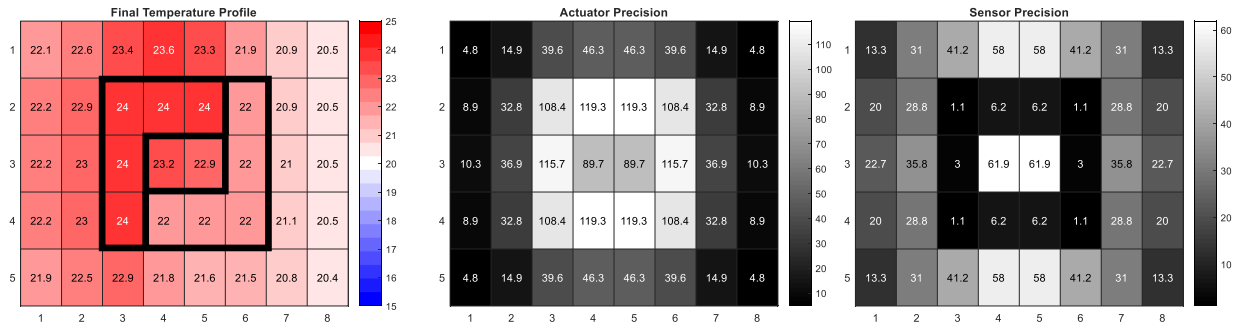 Final Temperature Profile
1 22.1 22.6 23.4 23.6 23.3 21.9 20.9 20.5
2 22.2 22.9 24 24 24 22 20.9 20.5
3 22.2 23 24 23.2 22.9 22 21 20.5
4 22.2 23 24 22 22 22 21.1 20.5
5 21.9 22.5 22.9 21.8 21.6 21.5 20.8 20.4
1 2 3 4 5 6 7 8
25
24
23
22
21
20
19
18
17
16
15
Actuator Precision
1 4.8 14.9 39.6 46.3 46.3 39.6 14.9 4.8
2 8.9 32.8 108.4 119.3 119.3 108.4 32.8 8.9
3 10.3 36.9 115.7 89.7 89.7 115.7 36.9 10.3
4 8.9 32.8 108.4 119.3 119.3 108.4 32.8 8.9
5 4.8 14.9 39.6 46.3 46.3 39.6 14.9 4.8
1 2 3 4 5 6 7 8
110
100
90
80
70
60
50
40
30
20
10
Sensor Precision
1 13.3 31 41.2 58 58 41.2 31 13.3
2 20 28.8 1.1 6.2 6.2 1.1 28.8 20
3 22.7 35.8 3 61.9 61.9 3 35.8 22.7
4 20 28.8 1.1 6.2 6.2 1.1 28.8 20
5 13.3 31 41.2 58 58 41.2 31 13.3
1 2 3 4 5 6 7 8
60
50
40
30
20
10